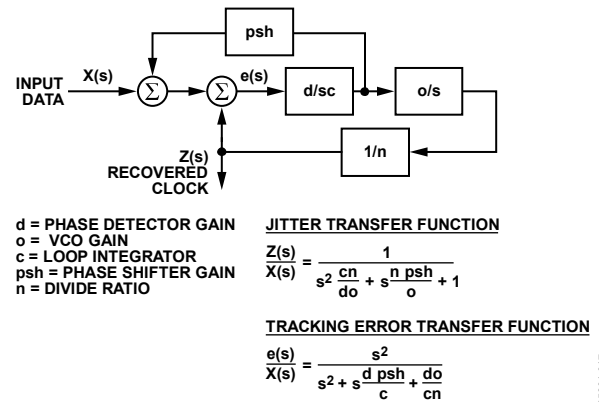 psh
X(s)
INPUT
DATA
Σ
Σ
e(s)
d/sc
o/s
1/n
Z(s)
RECOVERED
CLOCK
d = PHASE DETECTOR GAIN
o = VCO GAIN
c = LOOP INTEGRATOR
psh = PHASE SHIFTER GAIN
n = DIVIDE RATIO
JITTER TRANSFER FUNCTION
Z(s)/X(s) = 1/(s² cn/do + s n psh/o + 1)
TRACKING ERROR TRANSFER FUNCTION
e(s)/X(s) = s²/(s² + s d psh/c + do/cn)